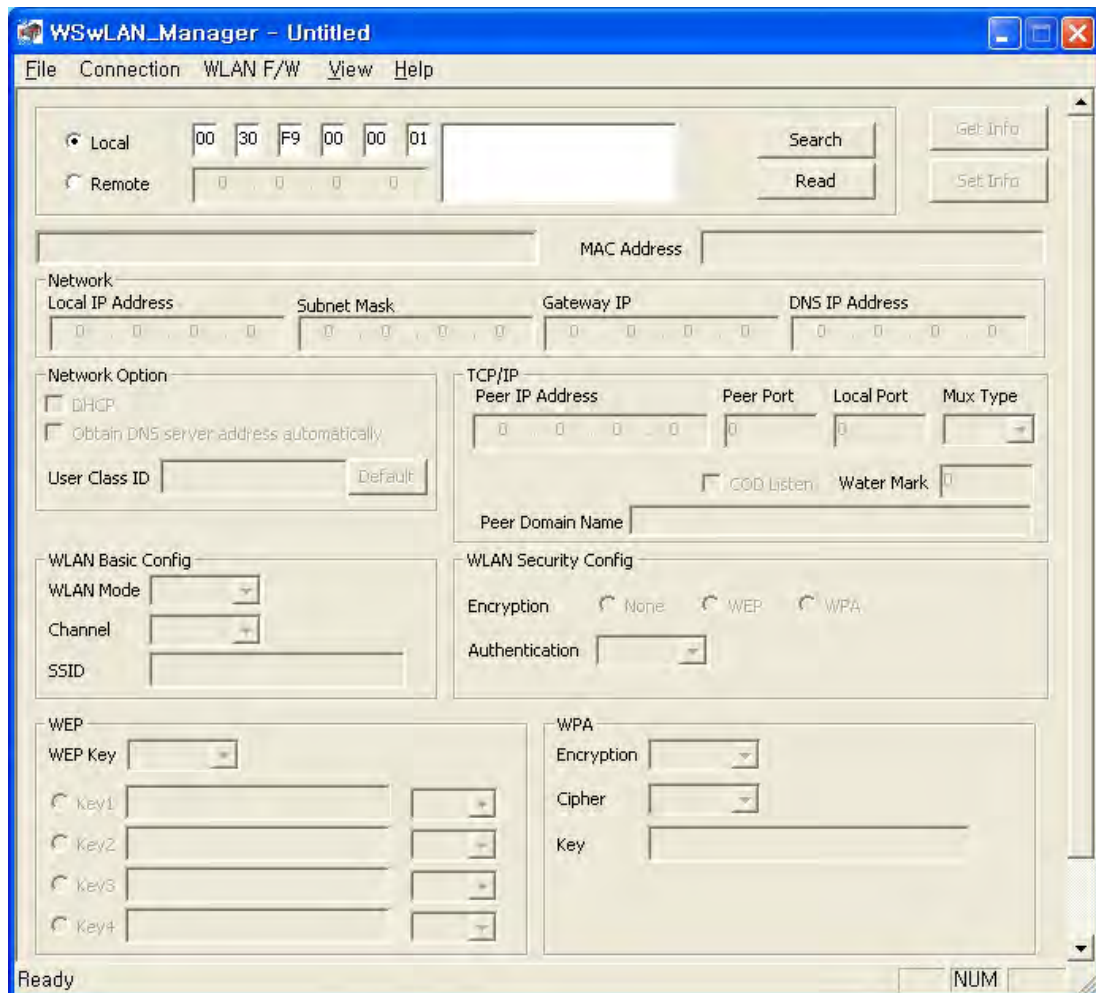 WSwLAN_Manager - Untitled
File Connection WLAN F/W View Help
Local 00 30 F9 00 00 01 Search Get Info
Remote 0 . 0 . 0 . 0 Read Set Info
MAC Address
Network
Local IP Address Subnet Mask Gateway IP DNS IP Address
0 . 0 . 0 . 0 0 . 0 . 0 . 0 0 . 0 . 0 . 0 0 . 0 . 0 . 0
Network Option TCP/IP
DHCP Peer IP Address Peer Port Local Port Mux Type
Obtain DNS server address automatically 0 . 0 . 0 . 0 0 0
User Class ID Default COD Listen Water Mark 0
Peer Domain Name
WLAN Basic Config WLAN Security Config
WLAN Mode
Encryption None WEP WPA
Channel
Authentication
SSID
WEP WPA
WEP Key Encryption
Key1 Cipher
Key2 Key
Key3
Key4
Ready NUM